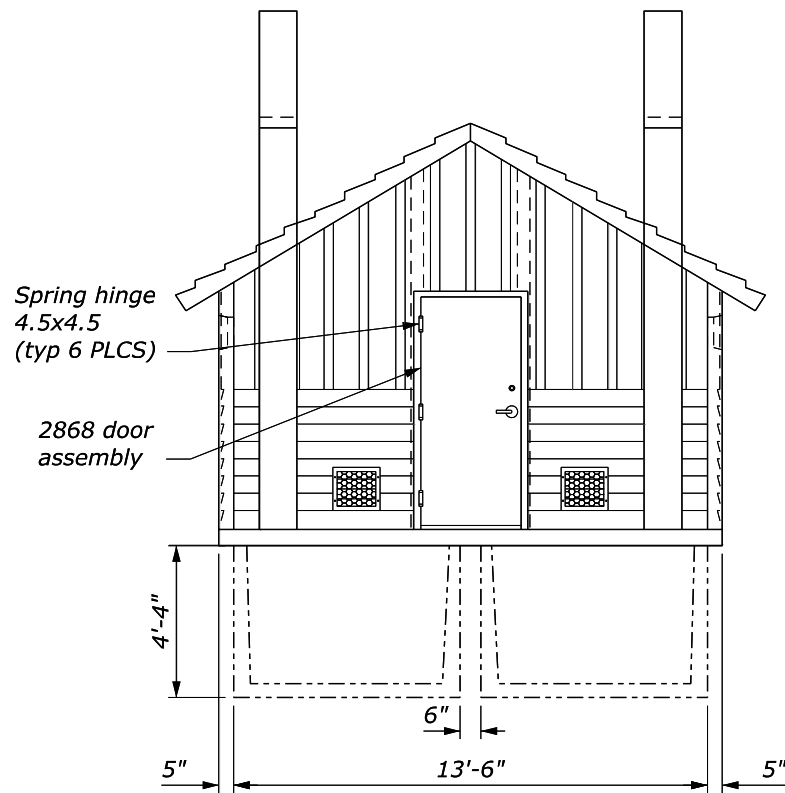 Spring hinge
4.5x4.5
(typ 6 PLCS)
2868 door
assembly
4'-4"
6"
5"
13'-6"
5"